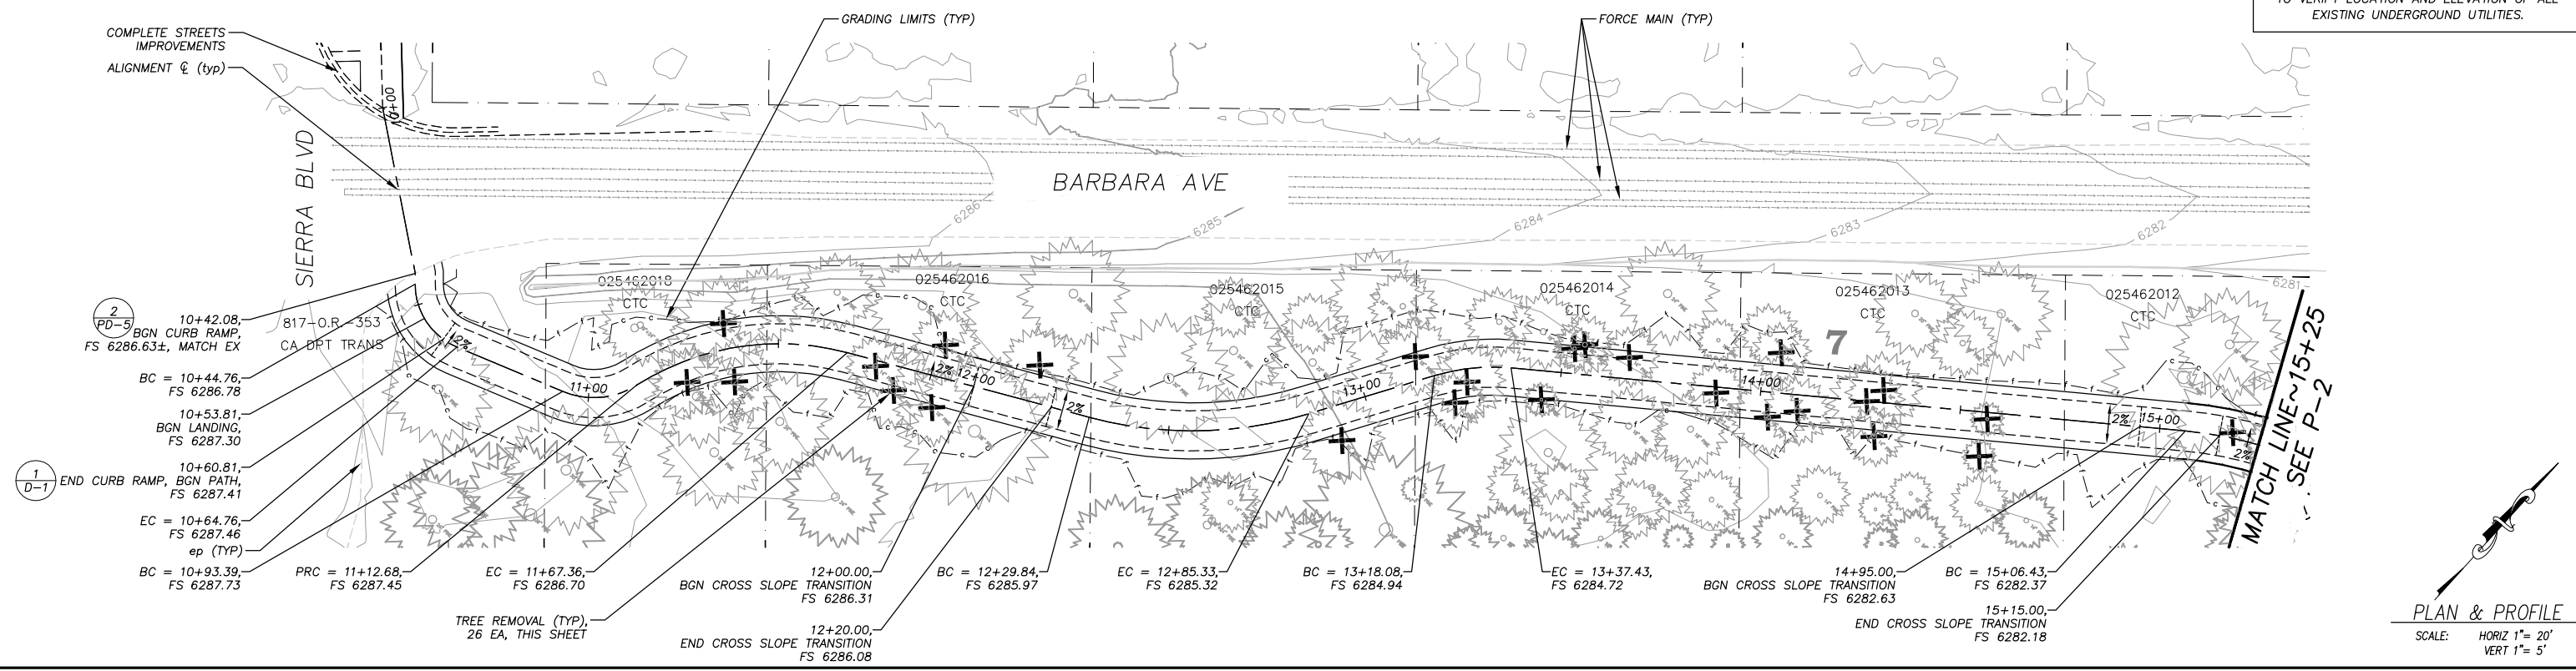 EXISTING UNDERGROUND UTILITIES.
GRADING LIMITS (TYP)
FORCE MAIN (TYP)
COMPLETE STREETS
IMPROVEMENTS
ALIGNMENT ℄ (typ)
SIERRA BLVD
BARBARA AVE
6286
6285
6284
6283
6282
6281
025462018
CTC
025462016
CTC
025462015
CTC
025462014
CTC
025462013
CTC
025462012
CTC
7
817-O.R.-353
CA DPT TRANS
2
PD-5
10+42.08,
BGN CURB RAMP,
FS 6286.63±, MATCH EX
BC = 10+44.76,
FS 6286.78
10+53.81,
BGN LANDING,
FS 6287.30
1
D-1
10+60.81,
END CURB RAMP, BGN PATH,
FS 6287.41
EC = 10+64.76,
FS 6287.46
ep (TYP)
BC = 10+93.39,
FS 6287.73
PRC = 11+12.68,
FS 6287.45
EC = 11+67.36,
FS 6286.70
TREE REMOVAL (TYP),
26 EA, THIS SHEET
12+00.00,
BGN CROSS SLOPE TRANSITION
FS 6286.31
12+20.00,
END CROSS SLOPE TRANSITION
FS 6286.08
BC = 12+29.84,
FS 6285.97
EC = 12+85.33,
FS 6285.32
BC = 13+18.08,
FS 6284.94
EC = 13+37.43,
FS 6284.72
14+95.00,
BGN CROSS SLOPE TRANSITION
FS 6282.63
BC = 15+06.43,
FS 6282.37
15+15.00,
END CROSS SLOPE TRANSITION
FS 6282.18
2%
11+00
2%
12+00
2%
13+00
14+00
2%
15+00
2%
MATCH LINE~15+25
SEE P-2
PLAN & PROFILE
SCALE: HORIZ 1"= 20'
VERT 1"= 5'